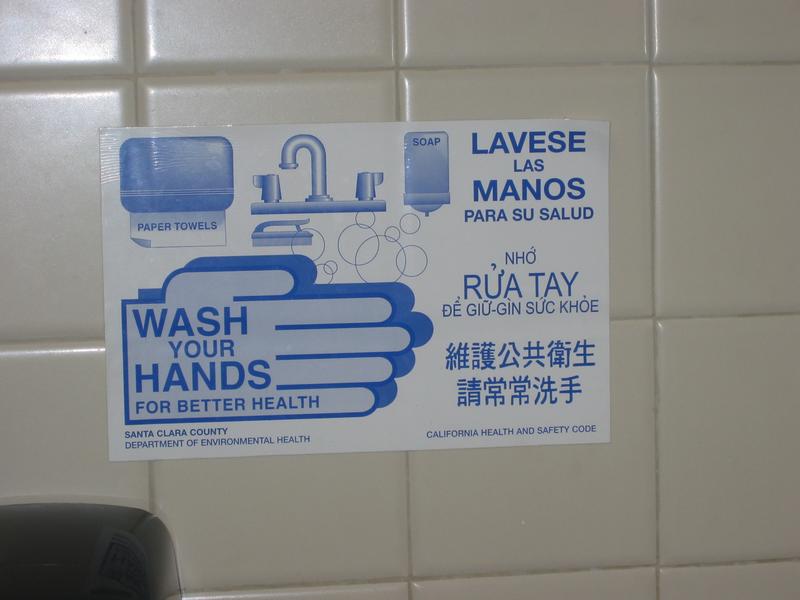 PAPER TOWELS
SOAP
WASH
YOUR
HANDS
FOR BETTER HEALTH
SANTA CLARA COUNTY
DEPARTMENT OF ENVIRONMENTAL HEALTH
LAVESE
LAS
MANOS
PARA SU SALUD
NHỚ
RỬA TAY
ĐỂ GIỮ-GÌN SỨC KHỎE
維護公共衛生
請常常洗手
CALIFORNIA HEALTH AND SAFETY CODE